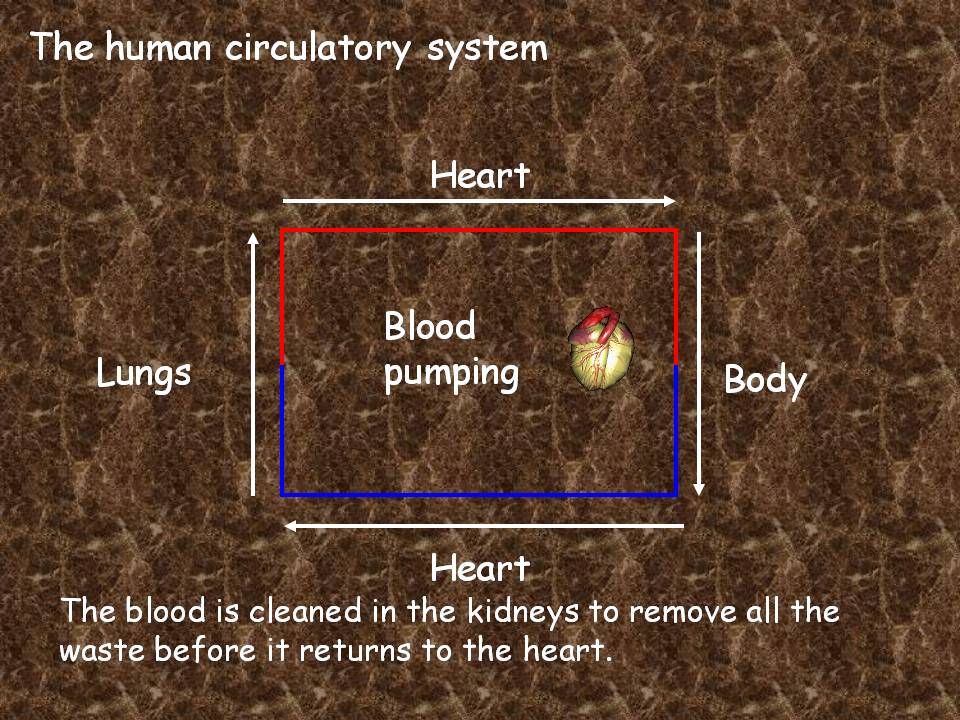 The human circulatory system
Heart
Blood
pumping
Lungs
Body
Heart
The blood is cleaned in the kidneys to remove all the
waste before it returns to the heart.